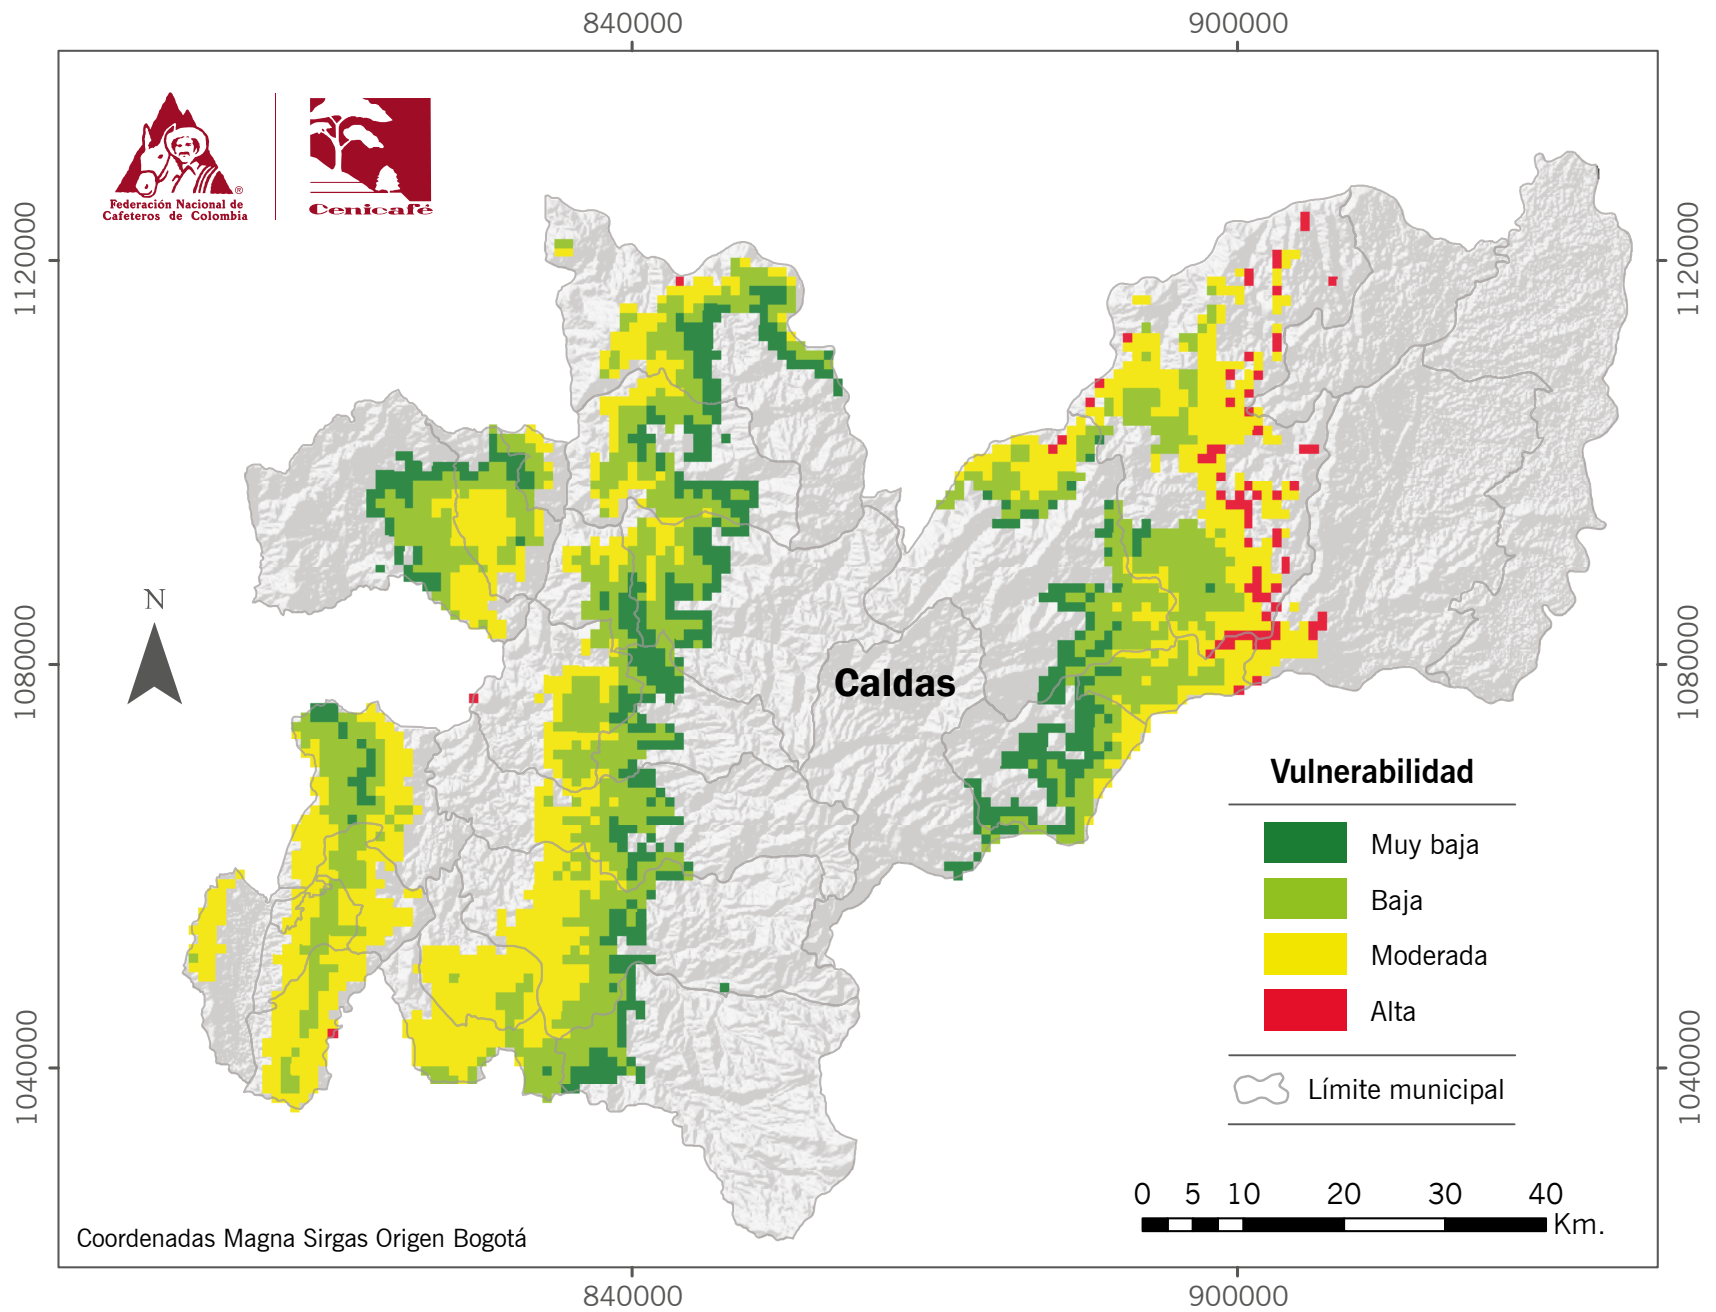 840000
900000
Federación Nacional de
Cafeteros de Colombia
®
Cenicafé
1120000
1120000
N
1080000
1080000
Caldas
Vulnerabilidad
Muy baja
Baja
Moderada
Alta
Límite municipal
1040000
1040000
0 5 10 20 30 40
Km.
Coordenadas Magna Sirgas Origen Bogotá
840000
900000